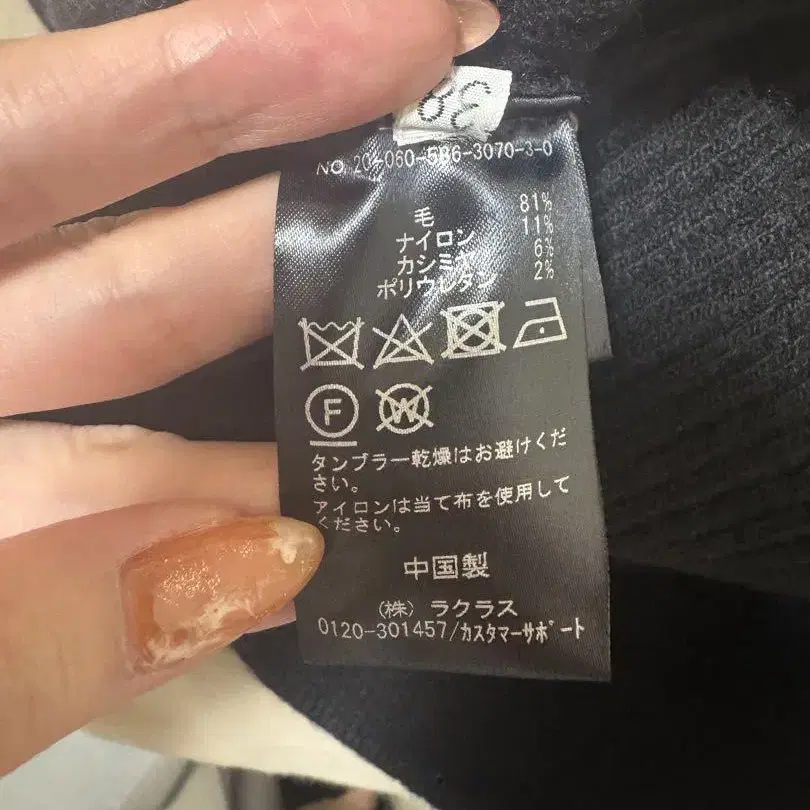 38
NO. 20-060-5B6-3070-3-0
毛 81%
ナイロン 11%
カシミヤ 6%
ポリウレタン 2%
F W
タンブラー乾燥はお避けくだ
さい。
アイロンは当て布を使用して
ください。
中国製
(株) ラクラス
0120-301457/カスタマーサポート